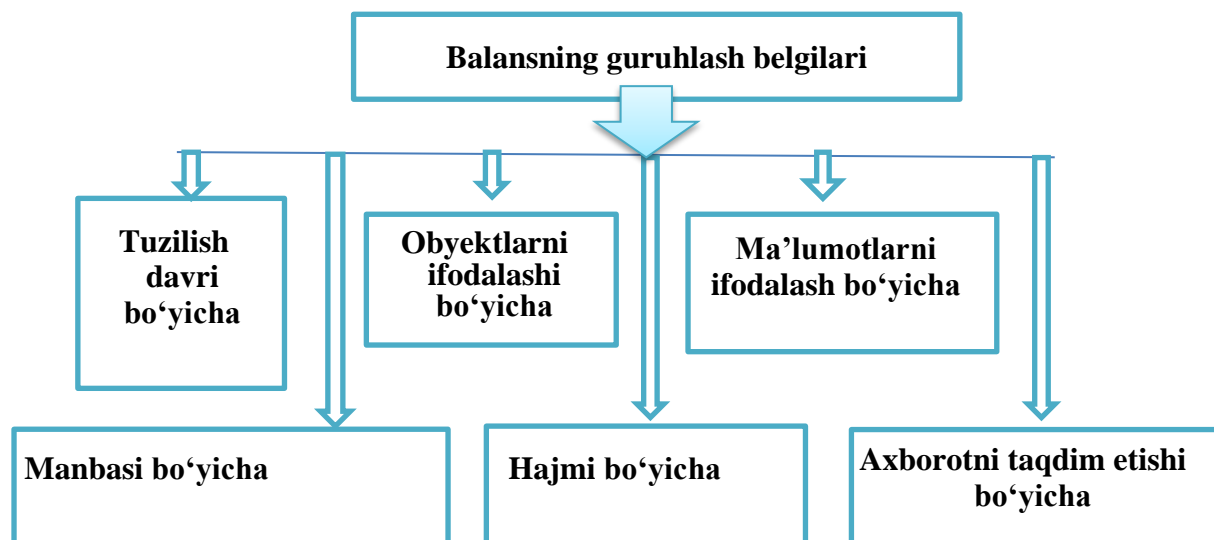 Balansning guruhlash belgilari
Tuzilish
davri
bo‘yicha
Obyektlarni
ifodalashi
bo‘yicha
Ma’lumotlarni
ifodalash bo‘yicha
Manbasi bo‘yicha
Hajmi bo‘yicha
Axborotni taqdim etishi
bo‘yicha